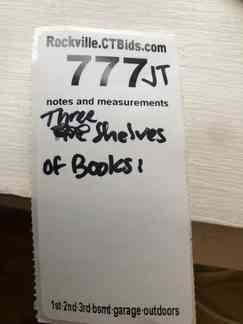 Rockville.CTBids.com
777JT
notes and measurements
Three
Shelves
of Books:
1st·2nd·3rd·bsmt·garage·outdoors